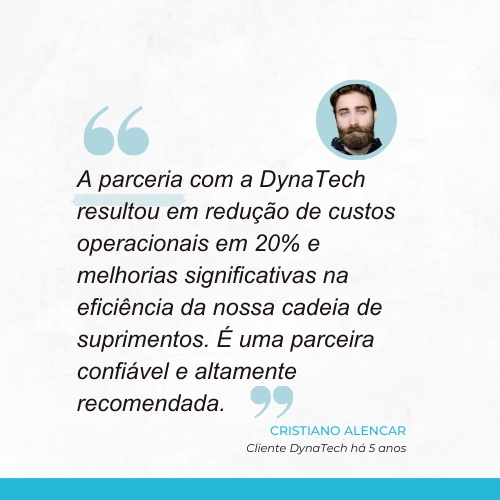 “
A parceria com a DynaTech
resultou em redução de custos
operacionais em 20% e
melhorias significativas na
eficiência da nossa cadeia de
suprimentos. É uma parceira
confiável e altamente
recomendada.
”
CRISTIANO ALENCAR
Cliente DynaTech há 5 anos